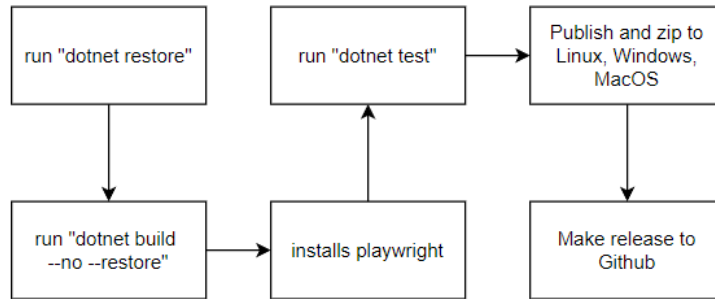 run "dotnet restore"
run "dotnet build
--no --restore"
installs playwright
run "dotnet test"
Publish and zip to
Linux, Windows,
MacOS
Make release to
Github